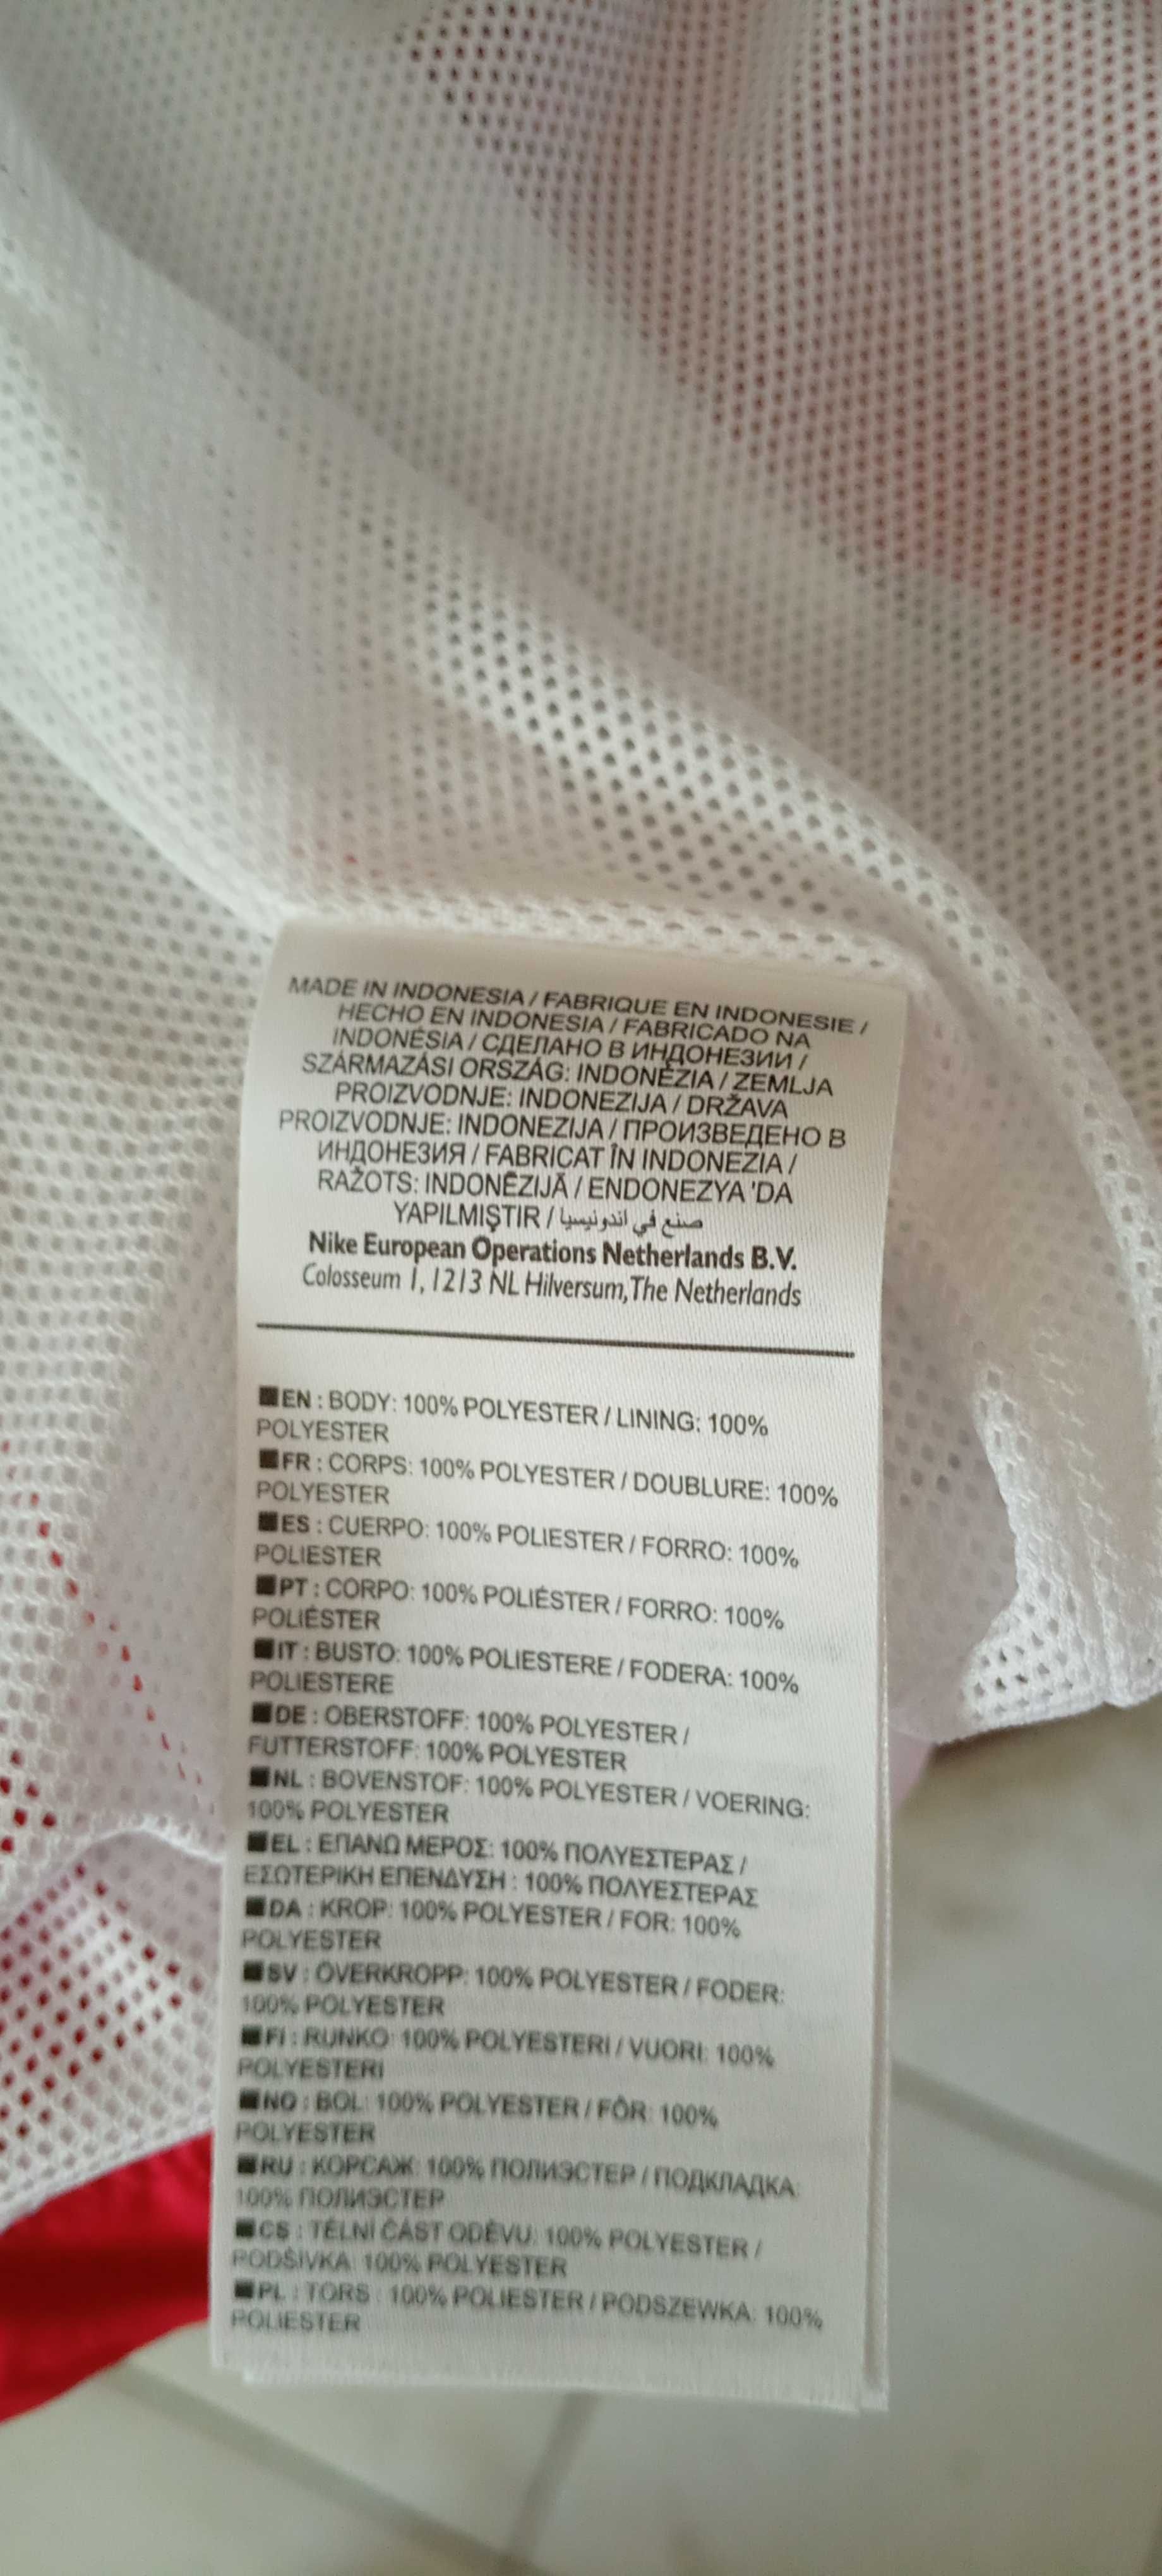 MADE IN INDONESIA / FABRIQUE EN INDONESIE /
HECHO EN INDONESIA / FABRICADO NA
INDONÉSIA / СДЕЛАНО В ИНДОНЕЗИИ /
SZÁRMAZÁSI ORSZÁG: INDONÉZIA / ZEMLJA
PROIZVODNJE: INDONEZIJA / DRŽAVA
PROIZVODNJE: INDONEZIJA / ПРОИЗВЕДЕНО В
ИНДОНЕЗИЯ / FABRICAT ÎN INDONEZIA /
RAŽOTS: INDONĒZIJĀ / ENDONEZYA 'DA
YAPILMIŞTIR / صنع في اندونيسيا
Nike European Operations Netherlands B.V.
Colosseum 1, 1213 NL Hilversum, The Netherlands
■EN : BODY: 100% POLYESTER / LINING: 100%
POLYESTER
■FR : CORPS: 100% POLYESTER / DOUBLURE: 100%
POLYESTER
■ES : CUERPO: 100% POLIESTER / FORRO: 100%
POLIESTER
■PT : CORPO: 100% POLIÉSTER / FORRO: 100%
POLIÉSTER
■IT : BUSTO: 100% POLIESTERE / FODERA: 100%
POLIESTERE
■DE : OBERSTOFF: 100% POLYESTER /
FUTTERSTOFF: 100% POLYESTER
■NL : BOVENSTOF: 100% POLYESTER / VOERING:
100% POLYESTER
■EL : ΕΠΑΝΩ ΜΕΡΟΣ: 100% ΠΟΛΥΕΣΤΕΡΑΣ /
ΕΣΩΤΕΡΙΚΗ ΕΠΕΝΔΥΣΗ : 100% ΠΟΛΥΕΣΤΕΡΑΣ
■DA : KROP: 100% POLYESTER / FOR: 100%
POLYESTER
■SV : ÖVERKROPP: 100% POLYESTER / FODER:
100% POLYESTER
■FI : RUNKO: 100% POLYESTERI / VUORI: 100%
POLYESTERI
■NO : BOL: 100% POLYESTER / FÔR: 100%
POLYESTER
■RU : КОРСАЖ: 100% ПОЛИЭСТЕР / ПОДКЛАДКА:
100% ПОЛИЭСТЕР
■CS : TĚLNÍ ČÁST ODĚVU: 100% POLYESTER /
PODŠÍVKA: 100% POLYESTER
■PL : TORS : 100% POLIESTER / PODSZEWKA: 100%
POLIESTER